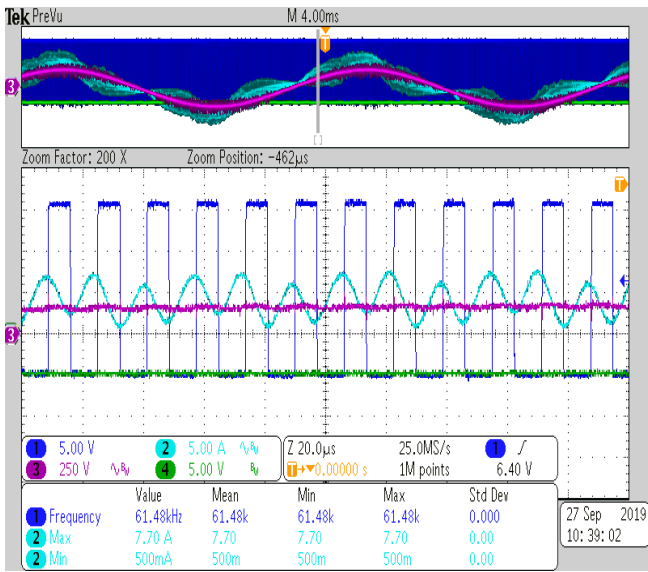 Tek PreVu M 4.00ms
T
3
[ ]
Zoom Factor: 200 X Zoom Position: -462µs
T
3
1 5.00 V 2 5.00 A Z 20.0µs 25.0MS/s 1
3 250 V Bw 4 5.00 V Bw T→▼0.00000 s 1M points 6.40 V
Value Mean Min Max Std Dev
1 Frequency 61.48kHz 61.48k 61.48k 61.48k 0.000
2 Max 7.70 A 7.70 7.70 7.70 0.00
2 Min 500mA 500m 500m 500m 0.00
27 Sep 2019
10:39:02